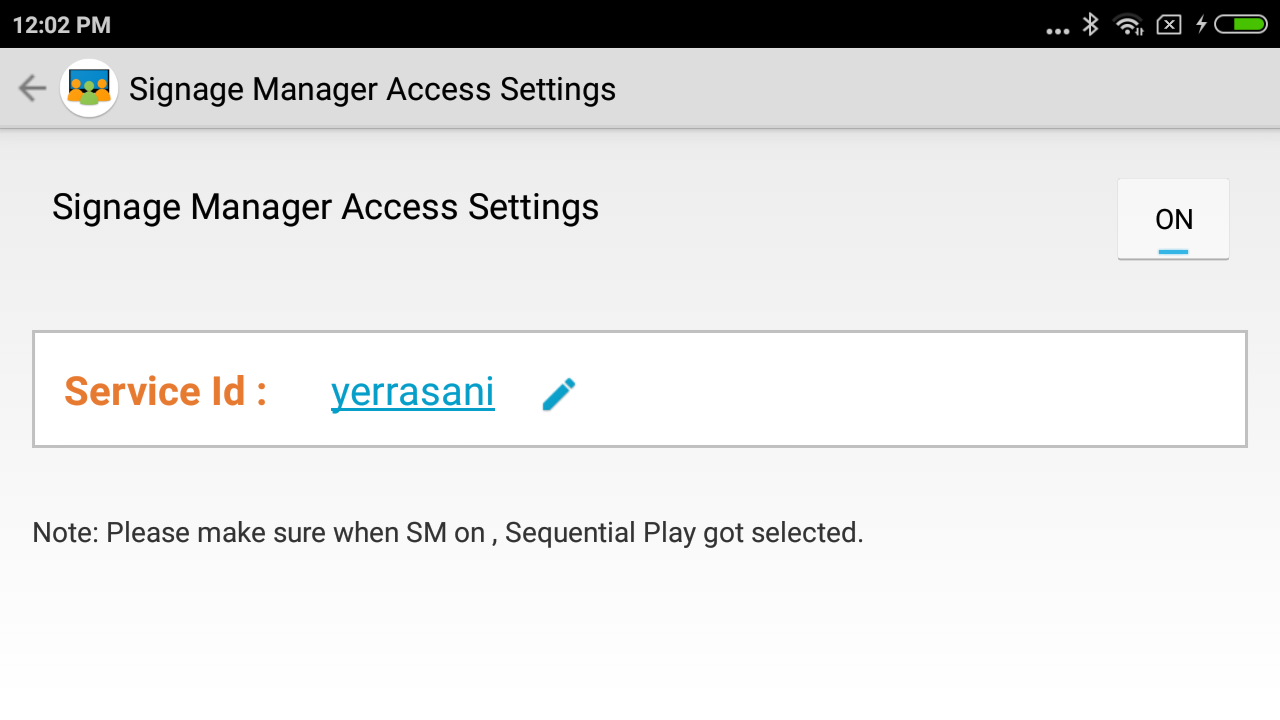 12:02 PM
Signage Manager Access Settings
Signage Manager Access Settings
ON
Service Id : yerrasani
Note: Please make sure when SM on , Sequential Play got selected.